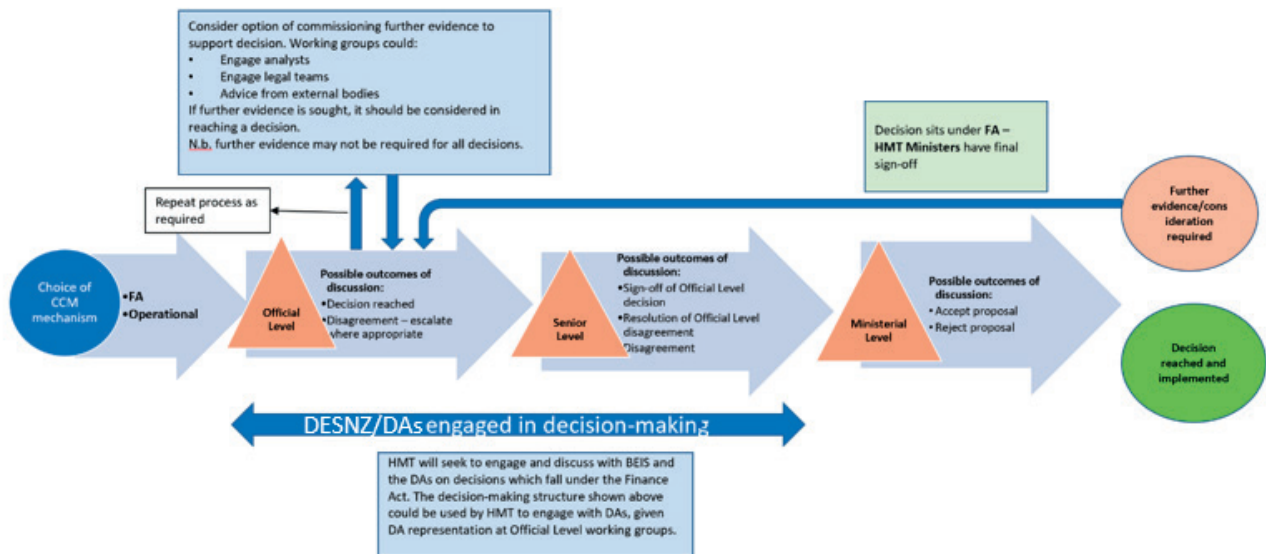 Consider option of commissioning further evidence to
support decision. Working groups could:
• Engage analysts
• Engage legal teams
• Advice from external bodies
If further evidence is sought, it should be considered in
reaching a decision.
N.b. further evidence may not be required for all decisions.
Decision sits under FA –
HMT Ministers have final
sign-off
Repeat process as
required
Further
evidence/cons
ideration
required
Choice of
CCM
mechanism
•FA
•Operational
Official
Level
Possible outcomes of
discussion:
•Decision reached
•Disagreement – escalate
where appropriate
Senior
Level
Possible outcomes of
discussion:
•Sign-off of Official Level
decision
•Resolution of Official Level
disagreement
•Disagreement
Ministerial
Level
Possible outcomes of
discussion:
• Accept proposal
• Reject proposal
Decision
reached and
implemented
DESNZ/DAs engaged in decision-making
HMT will seek to engage and discuss with BEIS and
the DAs on decisions which fall under the Finance
Act. The decision-making structure shown above
could be used by HMT to engage with DAs, given
DA representation at Official Level working groups.